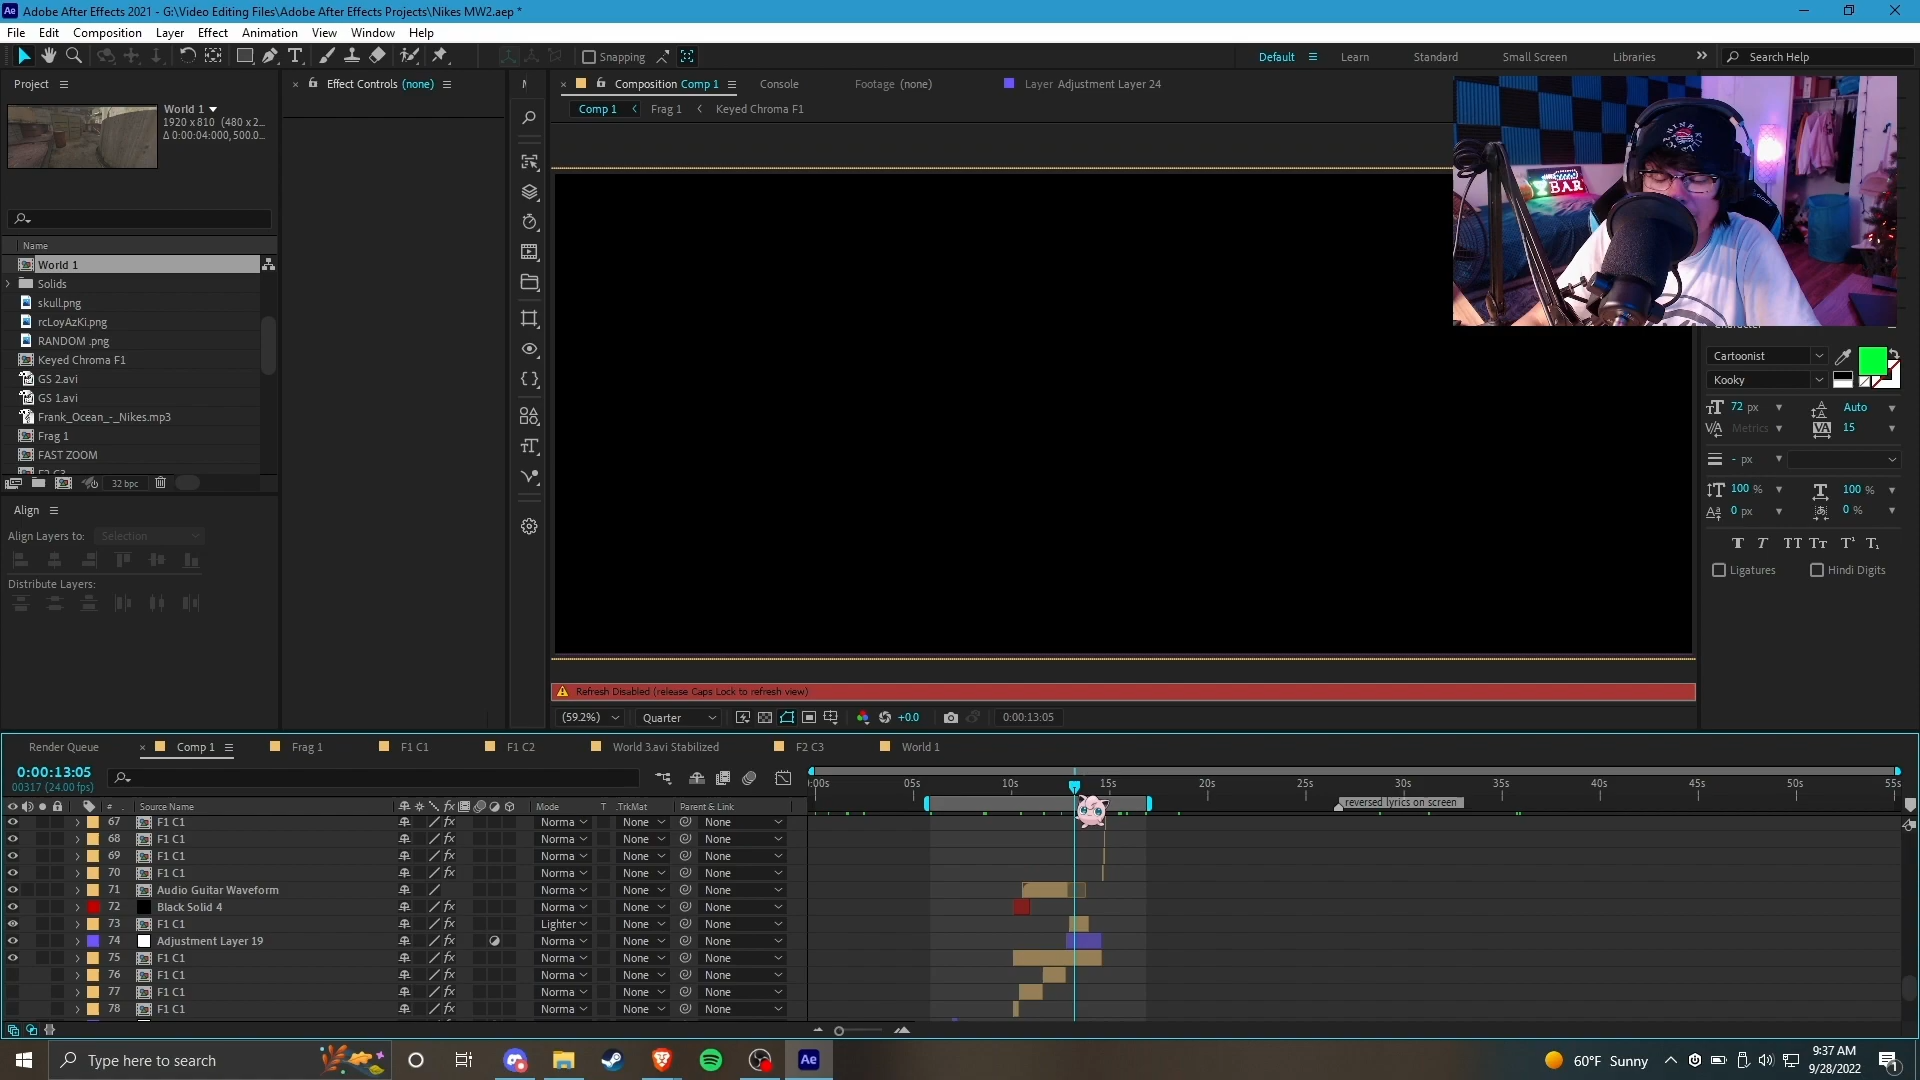 Adobe After Effects 2021 - G:\Video Editing Files\Adobe After Effects Projects\Nikes MW2.aep *
File Edit Composition Layer Effect Animation View Window Help
Snapping
Default Learn Standard Small Screen Libraries Search Help
Project
World 1
1920 x 810 (480 x 2...
Δ 0:00:04:000, 500.0...
Name
World 1
Solids
skull.png
rcLoyAzKi.png
RANDOM .png
Keyed Chroma F1
GS 2.avi
GS 1.avi
Frank_Ocean_-_Nikes.mp3
Frag 1
FAST ZOOM
F2 C3
32 bpc
Align
Align Layers to: Selection
Distribute Layers:
Effect Controls (none)
Composition Comp 1 Console Footage (none) Layer Adjustment Layer 24
Comp 1 Frag 1 Keyed Chroma F1
BAR
Character
Cartoonist
Kooky
72 px Auto
Metrics 15
- px
100 % 100 %
0 px 0 %
Ligatures Hindi Digits
Refresh Disabled (release Caps Lock to refresh view)
(59.2%) Quarter +0.0 0:00:13:05
Render Queue Comp 1 Frag 1 F1 C1 F1 C2 World 3.avi Stabilized F2 C3 World 1
0:00:13:05
00317 (24.00 fps)
:00s 05s 10s 15s 20s 25s 30s 35s 40s 45s 50s 55s
reversed lyrics on screen
# Source Name Mode T .TrkMat Parent & Link
67 F1 C1 Norma None None
68 F1 C1 Norma None None
69 F1 C1 Norma None None
70 F1 C1 Norma None None
71 Audio Guitar Waveform Norma None None
72 Black Solid 4 Norma None None
73 F1 C1 Lighter None None
74 Adjustment Layer 19 Norma None None
75 F1 C1 Norma None None
76 F1 C1 Norma None None
77 F1 C1 Norma None None
78 F1 C1 Norma None None
Type here to search
60°F Sunny
9:37 AM
9/28/2022